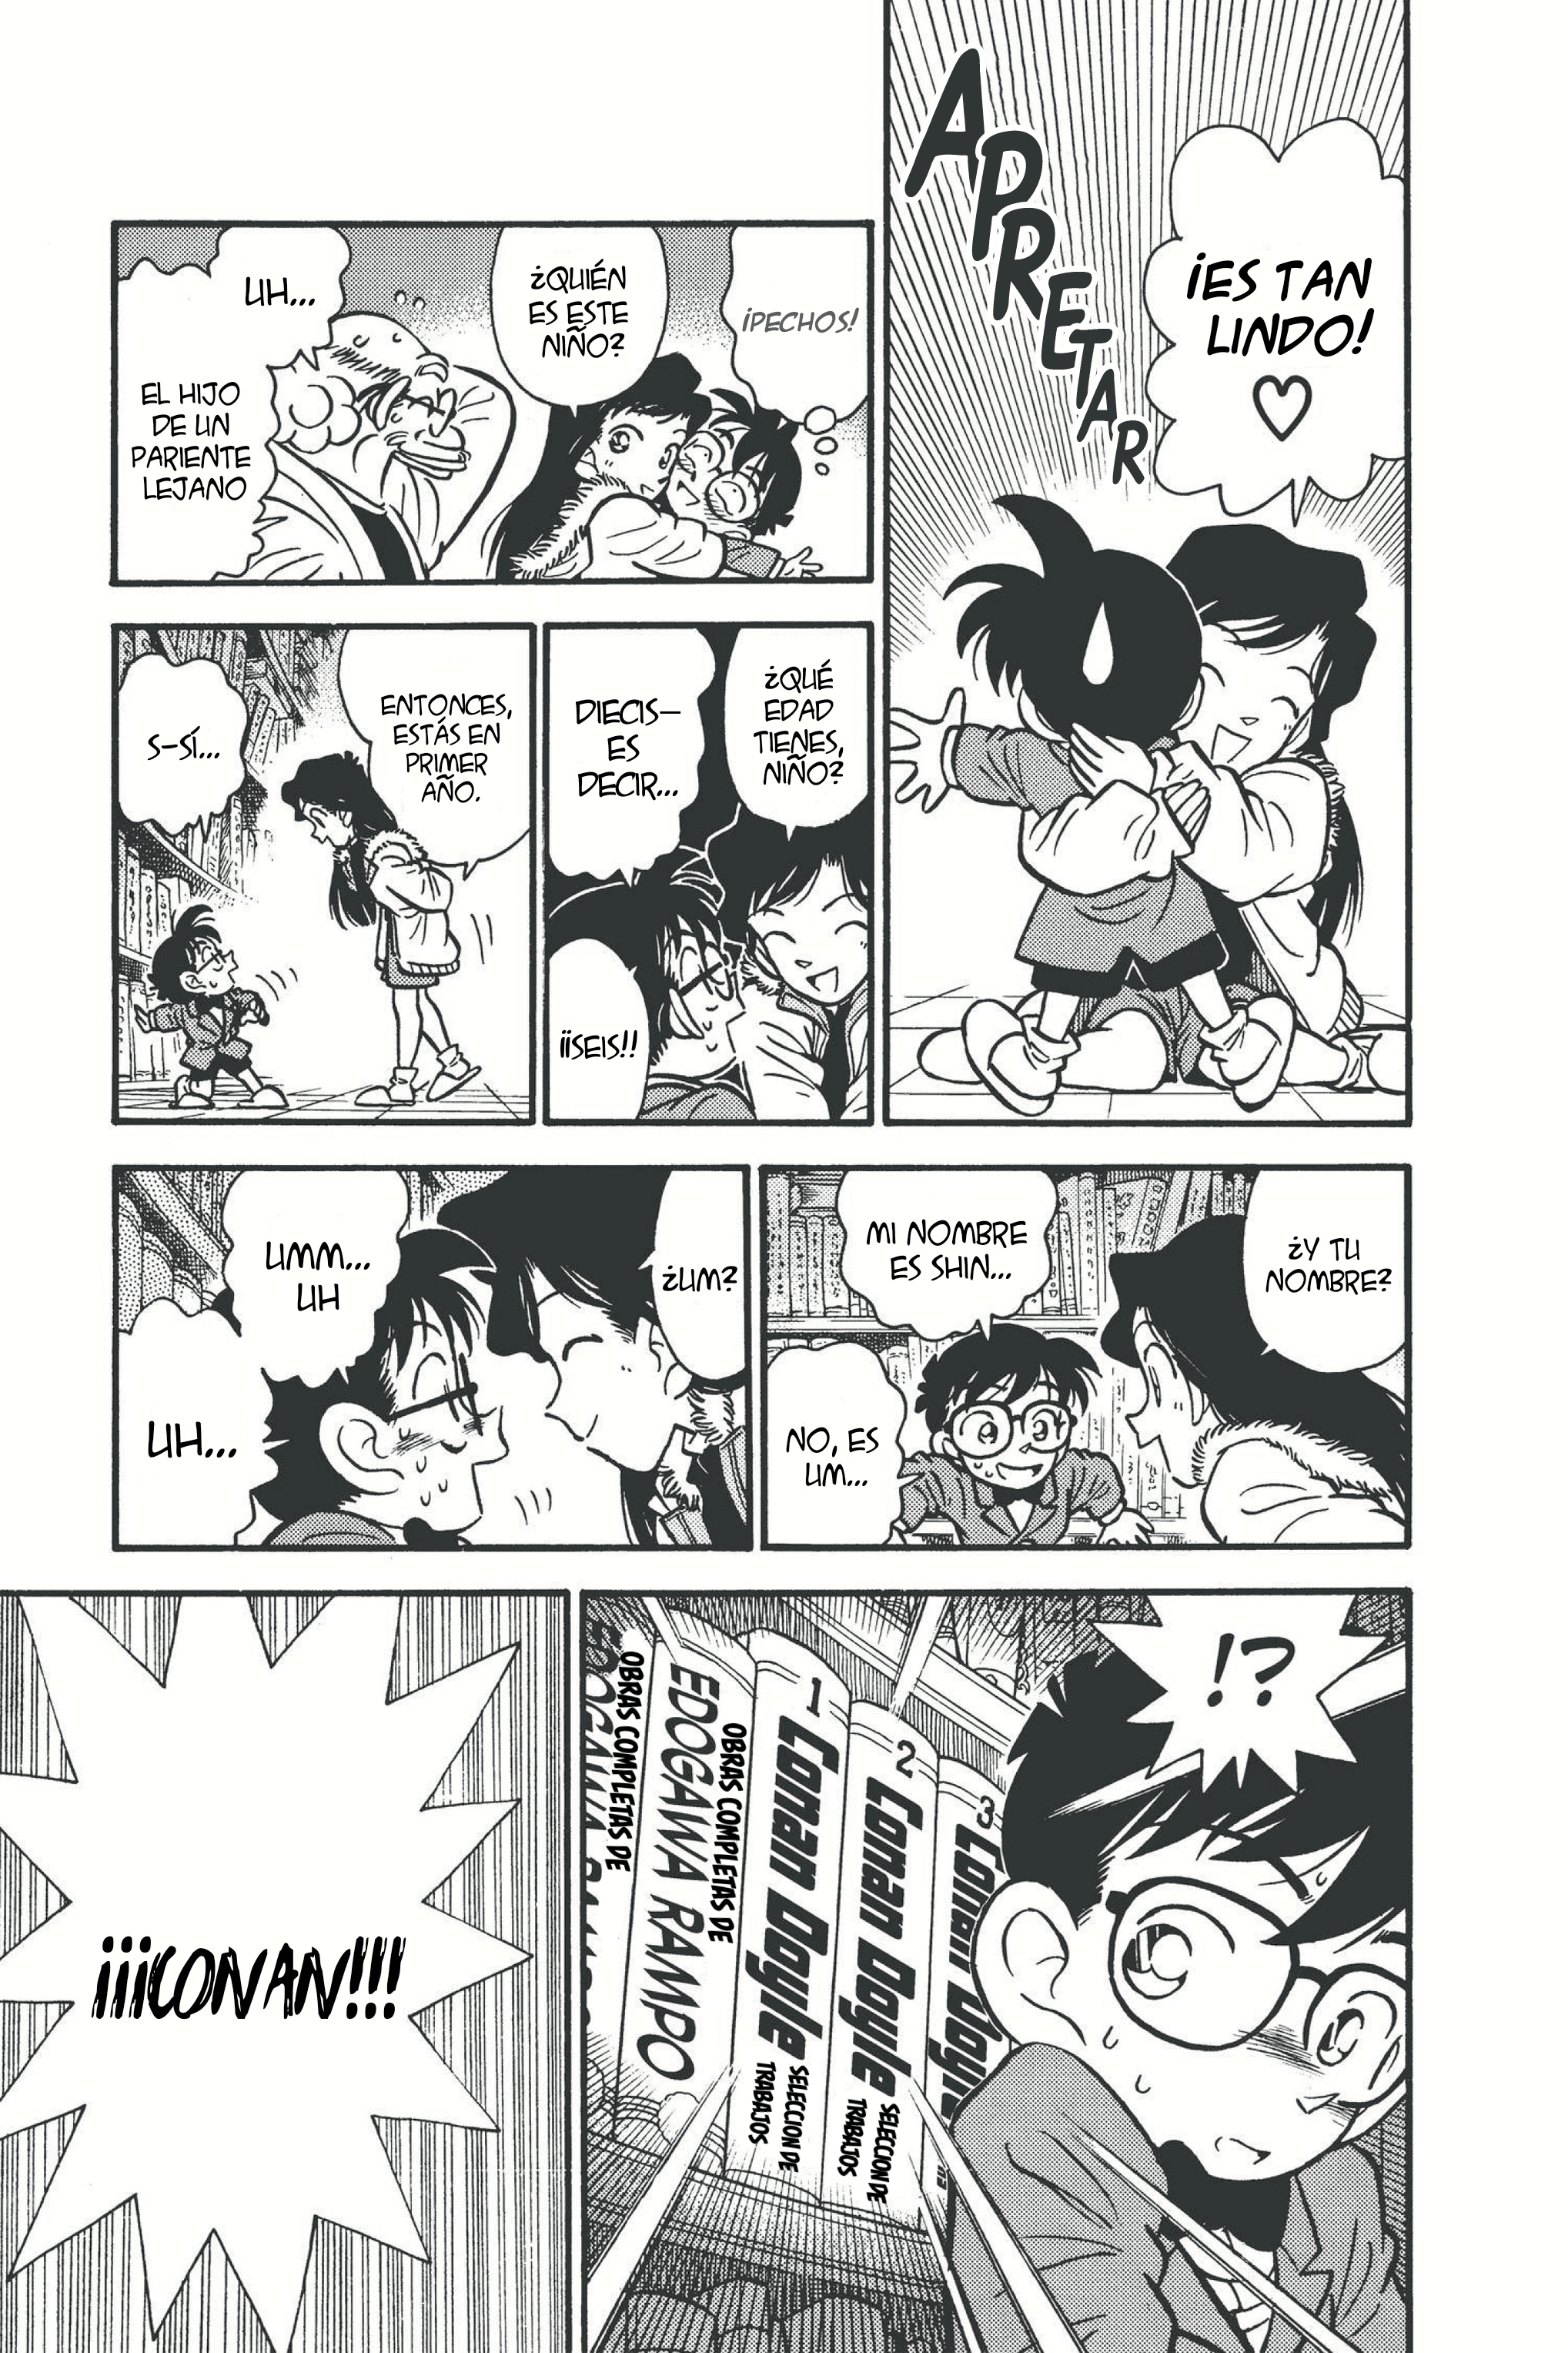 ¡ES TAN
LINDO!
♡
APRETAR
¡PECHOS!
¿QUIÉN
ES ESTE
NIÑO?
UH...
EL HIJO
DE UN
PARIENTE
LEJANO
¿QUÉ
EDAD
TIENES,
NIÑO?
DIECIS-
ES
DECIR...
¡¡SEIS!!
ENTONCES,
ESTÁS EN
PRIMER
AÑO.
S-SÍ...
¿Y TU
NOMBRE?
MI NOMBRE
ES SHIN...
NO, ES
UM...
¿UM?
UMM...
UH
UH...
!?
3
Conan Doyle
2
Conan Doyle
SELECCION DE
TRABAJOS
1
Conan Doyle
SELECCION DE
TRABAJOS
OBRAS COMPLETAS DE
EDOGAWA RAMPO
OBRAS COMPLETAS DE
EDOGAWA
¡¡¡CONAN!!!